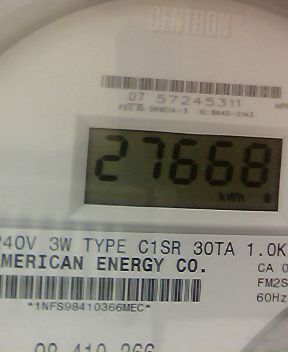 CENTRON
07 57245311
27668
kWh
240V 3W TYPE C1SR 30TA 1.0K
AMERICAN ENERGY CO.
CA
FM2S
60Hz
*1NFS98410366MEC*